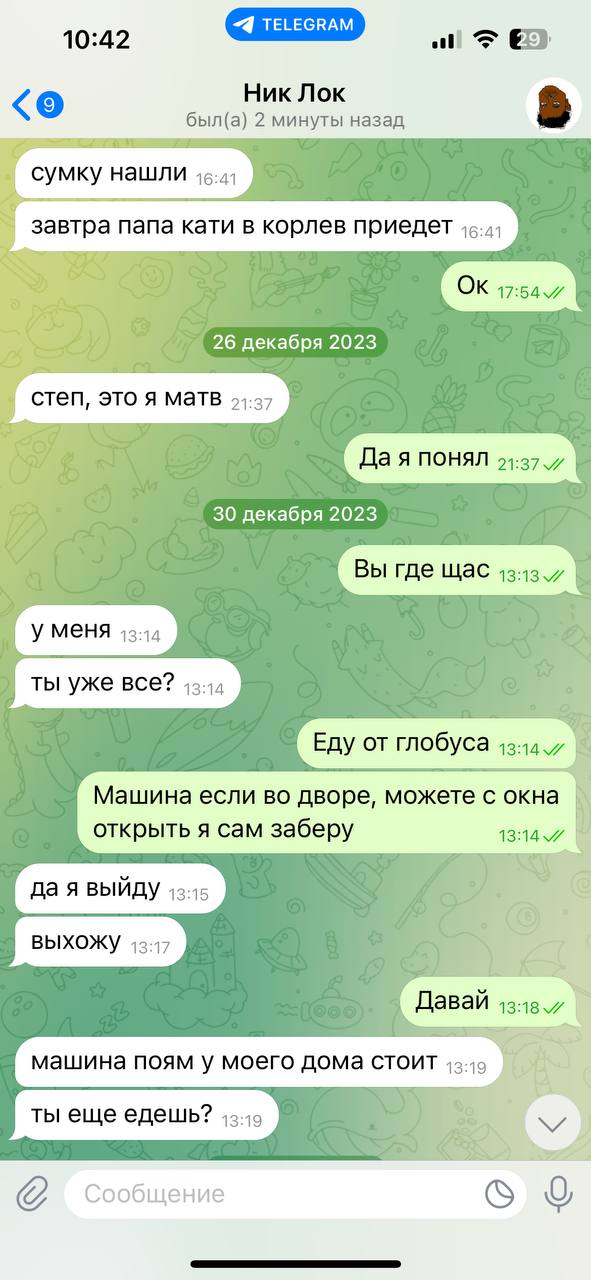 10:42
TELEGRAM
29
9
Ник Лок
был(а) 2 минуты назад
сумку нашли 16:41
завтра папа кати в корлев приедет 16:41
Ок 17:54
26 декабря 2023
степ, это я матв 21:37
Да я понял 21:37
30 декабря 2023
Вы где щас 13:13
у меня 13:14
ты уже все? 13:14
Еду от глобуса 13:14
Машина если во дворе, можете с окна
открыть я сам заберу 13:14
да я выйду 13:15
выхожу 13:17
Давай 13:18
машина поям у моего дома стоит 13:19
ты еще едешь? 13:19
Сообщение